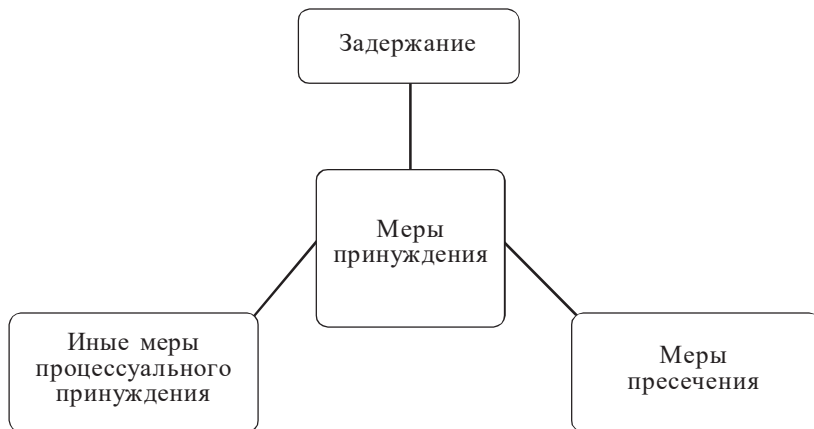 Задержание
Меры
принуждения
Иные меры
процессуального
принуждения
Меры
пресечения